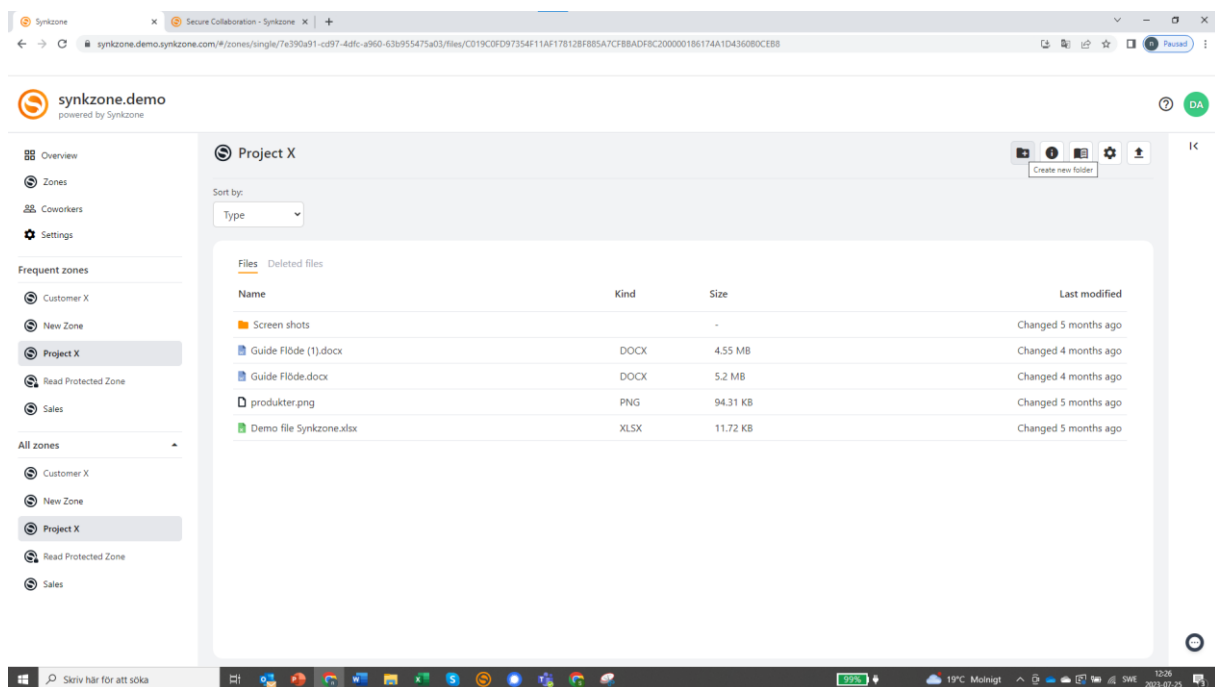 Synkzone
Secure Collaboration - Synkzone
synkzone.demo.synkzone.com/#/zones/single/7e390a91-cd97-4dfc-a960-63b955475a03/files/C019C0FD97354F11AF17812BFB85A7CFBBADF8C200000186174A1D4360B0CEB8
Paused
synkzone.demo
powered by Synkzone
DA
Overview
Zones
Coworkers
Settings
Frequent zones
Customer X
New Zone
Project X
Read Protected Zone
Sales
All zones
Customer X
New Zone
Project X
Read Protected Zone
Sales
Project X
Create new folder
Sort by:
Type
Files Deleted files
Name Kind Size Last modified
Screen shots - Changed 5 months ago
Guide Flöde (1).docx DOCX 4.55 MB Changed 4 months ago
Guide Flöde.docx DOCX 5.2 MB Changed 4 months ago
produkter.png PNG 94.31 KB Changed 5 months ago
Demo file Synkzone.xlsx XLSX 11.72 KB Changed 5 months ago
Skriv här för att söka
99%
19°C Molnigt
SWE
12:26
2023-07-25